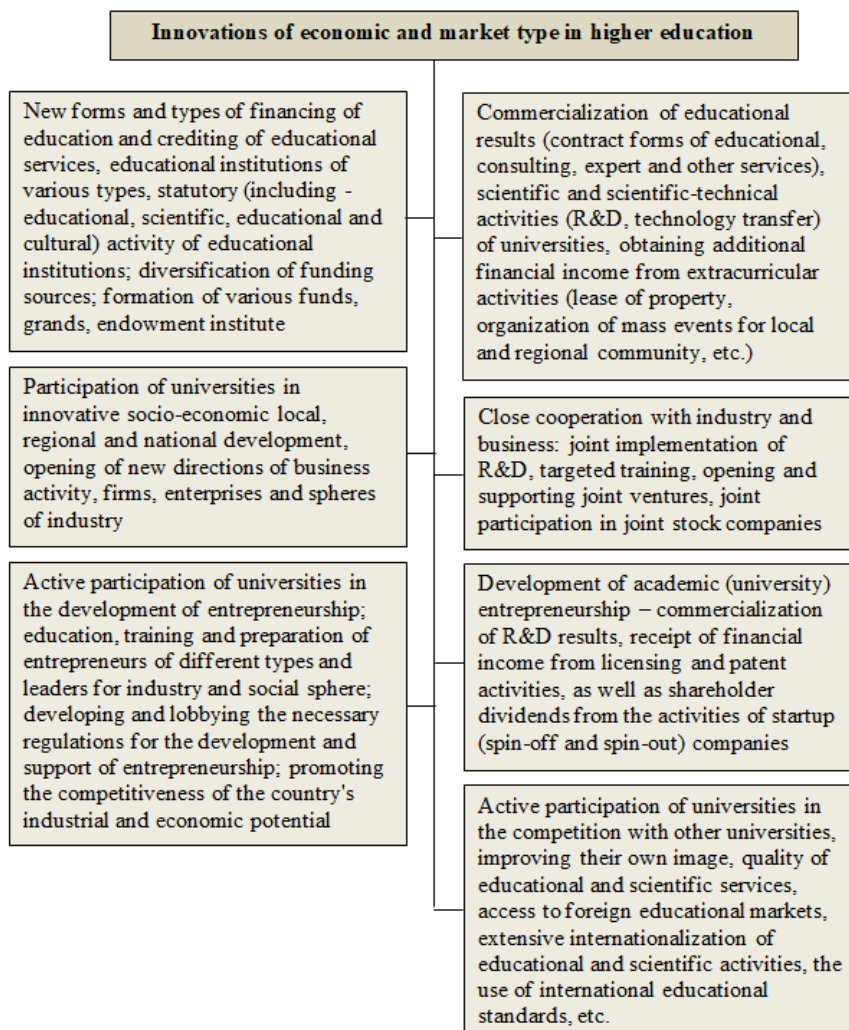 Innovations of economic and market type in higher education
New forms and types of financing of
education and crediting of educational
services, educational institutions of
various types, statutory (including -
educational, scientific, educational and
cultural) activity of educational
institutions; diversification of funding
sources; formation of various funds,
grands, endowment institute
Commercialization of educational
results (contract forms of educational,
consulting, expert and other services),
scientific and scientific-technical
activities (R&D, technology transfer)
of universities, obtaining additional
financial income from extracurricular
activities (lease of property,
organization of mass events for local
and regional community, etc.)
Participation of universities in
innovative socio-economic local,
regional and national development,
opening of new directions of business
activity, firms, enterprises and spheres
of industry
Close cooperation with industry and
business: joint implementation of
R&D, targeted training, opening and
supporting joint ventures, joint
participation in joint stock companies
Active participation of universities in
the development of entrepreneurship;
education, training and preparation of
entrepreneurs of different types and
leaders for industry and social sphere;
developing and lobbying the necessary
regulations for the development and
support of entrepreneurship; promoting
the competitiveness of the country's
industrial and economic potential
Development of academic (university)
entrepreneurship – commercialization
of R&D results, receipt of financial
income from licensing and patent
activities, as well as shareholder
dividends from the activities of startup
(spin-off and spin-out) companies
Active participation of universities in
the competition with other universities,
improving their own image, quality of
educational and scientific services,
access to foreign educational markets,
extensive internationalization of
educational and scientific activities, the
use of international educational
standards, etc.